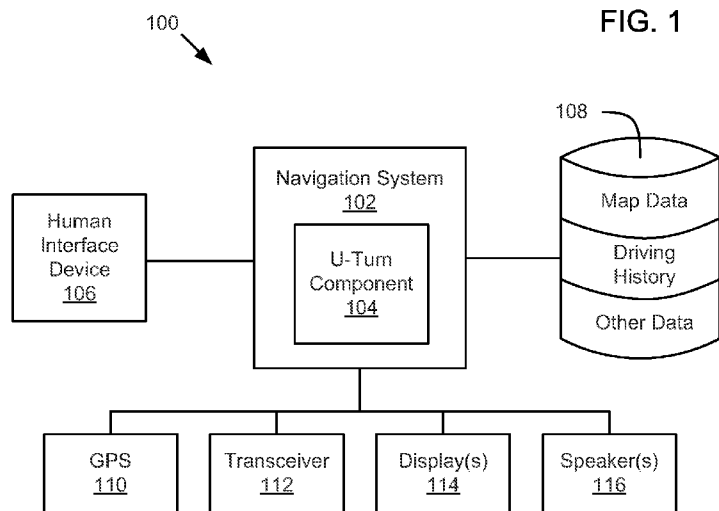 FIG. 1
100
108
Navigation System
102
U-Turn
Component
104
Human
Interface
Device
106
Map Data
Driving
History
Other Data
GPS
110
Transceiver
112
Display(s)
114
Speaker(s)
116